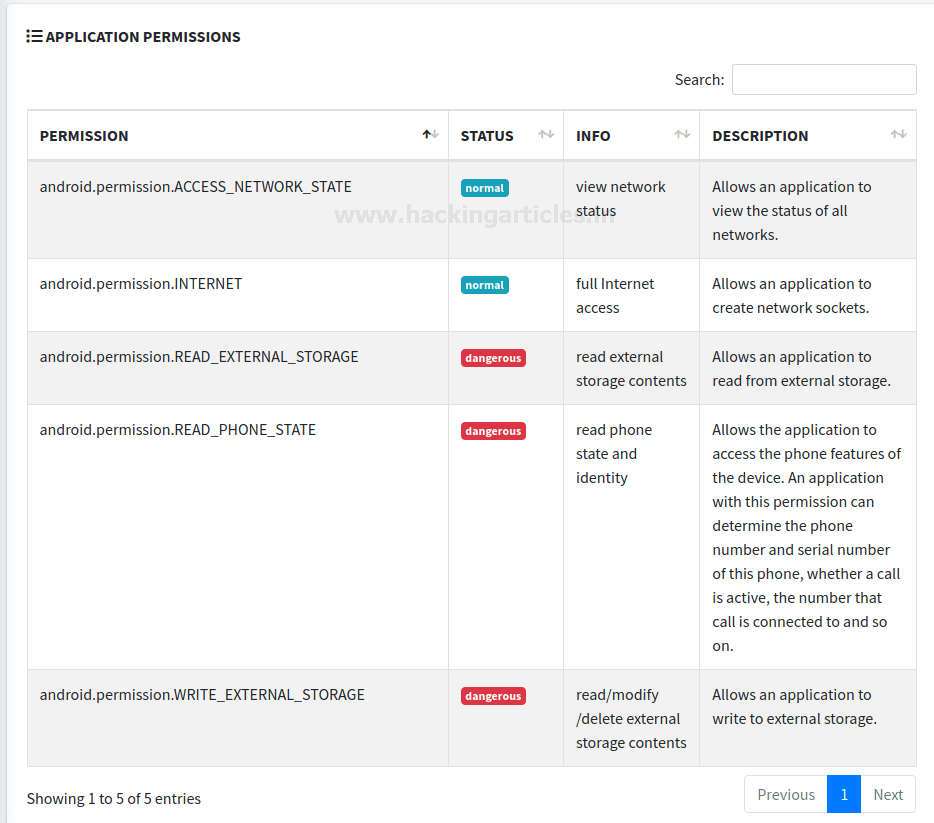 APPLICATION PERMISSIONS
Search:
PERMISSION STATUS INFO DESCRIPTION
android.permission.ACCESS_NETWORK_STATE normal view network Allows an application to
status view the status of all
networks.
www.hackingarticles.in
android.permission.INTERNET normal full Internet Allows an application to
access create network sockets.
android.permission.READ_EXTERNAL_STORAGE dangerous read external Allows an application to
storage contents read from external storage.
android.permission.READ_PHONE_STATE dangerous read phone Allows the application to
state and access the phone features of
identity the device. An application
with this permission can
determine the phone
number and serial number
of this phone, whether a call
is active, the number that
call is connected to and so
on.
android.permission.WRITE_EXTERNAL_STORAGE dangerous read/modify Allows an application to
/delete external write to external storage.
storage contents
Showing 1 to 5 of 5 entries Previous 1 Next